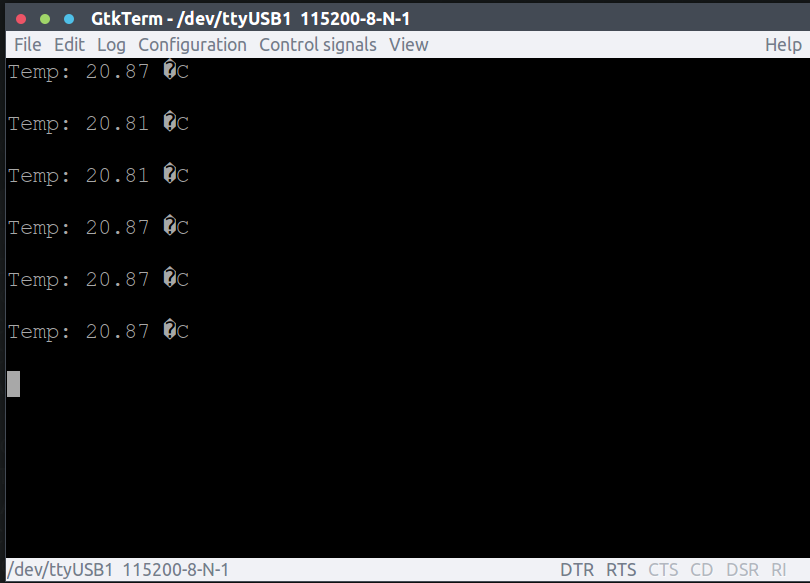 GtkTerm - /dev/ttyUSB1 115200-8-N-1
File Edit Log Configuration Control signals View Help
Temp: 20.87 �C
Temp: 20.81 �C
Temp: 20.81 �C
Temp: 20.87 �C
Temp: 20.87 �C
Temp: 20.87 �C
/dev/ttyUSB1 115200-8-N-1 DTR RTS CTS CD DSR RI